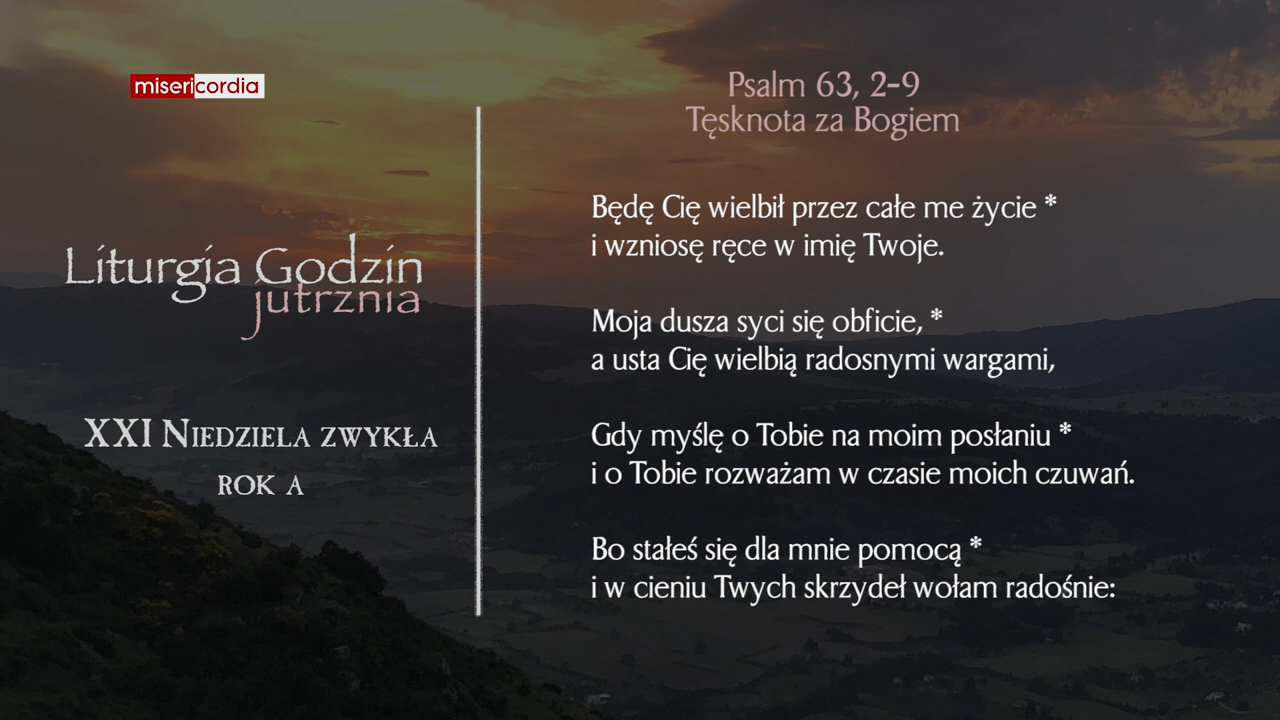 misericordia
Liturgia Godzin
jutrznia
XXI Niedziela zwykła
rok A
Psalm 63, 2-9
Tęsknota za Bogiem
Będę Cię wielbił przez całe me życie *
i wzniosę ręce w imię Twoje.
Moja dusza syci się obficie, *
a usta Cię wielbią radosnymi wargami,
Gdy myślę o Tobie na moim posłaniu *
i o Tobie rozważam w czasie moich czuwań.
Bo stałeś się dla mnie pomocą *
i w cieniu Twych skrzydeł wołam radośnie: